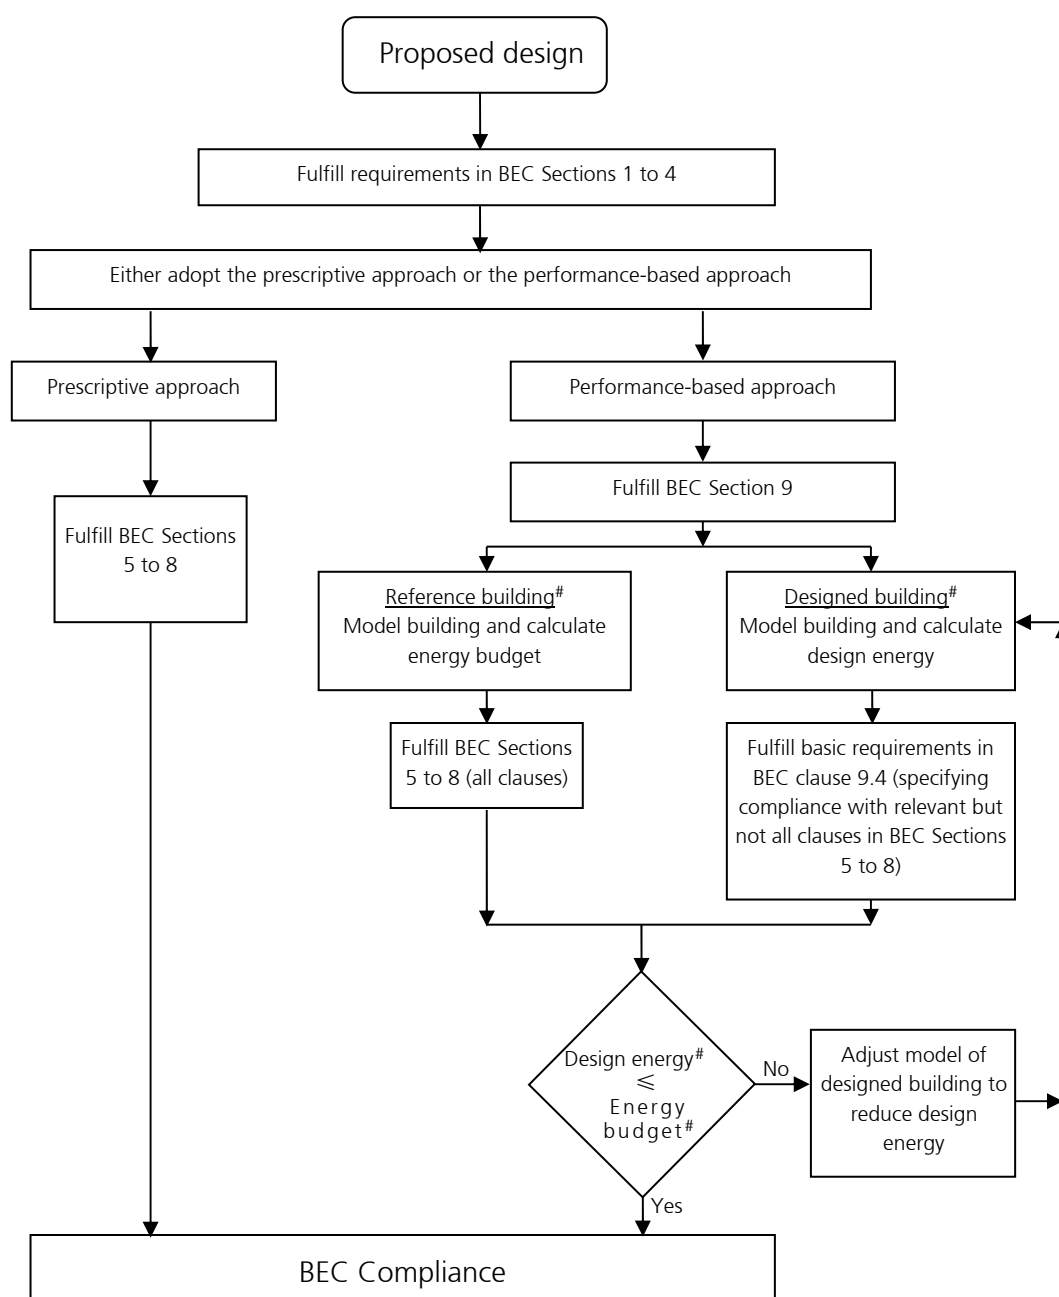 Proposed design
Fulfill requirements in BEC Sections 1 to 4
Either adopt the prescriptive approach or the performance-based approach
Prescriptive approach
Performance-based approach
Fulfill BEC Section 9
Fulfill BEC Sections
5 to 8
Reference building#
Model building and calculate
energy budget
Designed building#
Model building and calculate
design energy
Fulfill BEC Sections
5 to 8 (all clauses)
Fulfill basic requirements in
BEC clause 9.4 (specifying
compliance with relevant but
not all clauses in BEC Sections
5 to 8)
Design energy#
≤
Energy
budget#
No
Adjust model of
designed building to
reduce design
energy
Yes
BEC Compliance